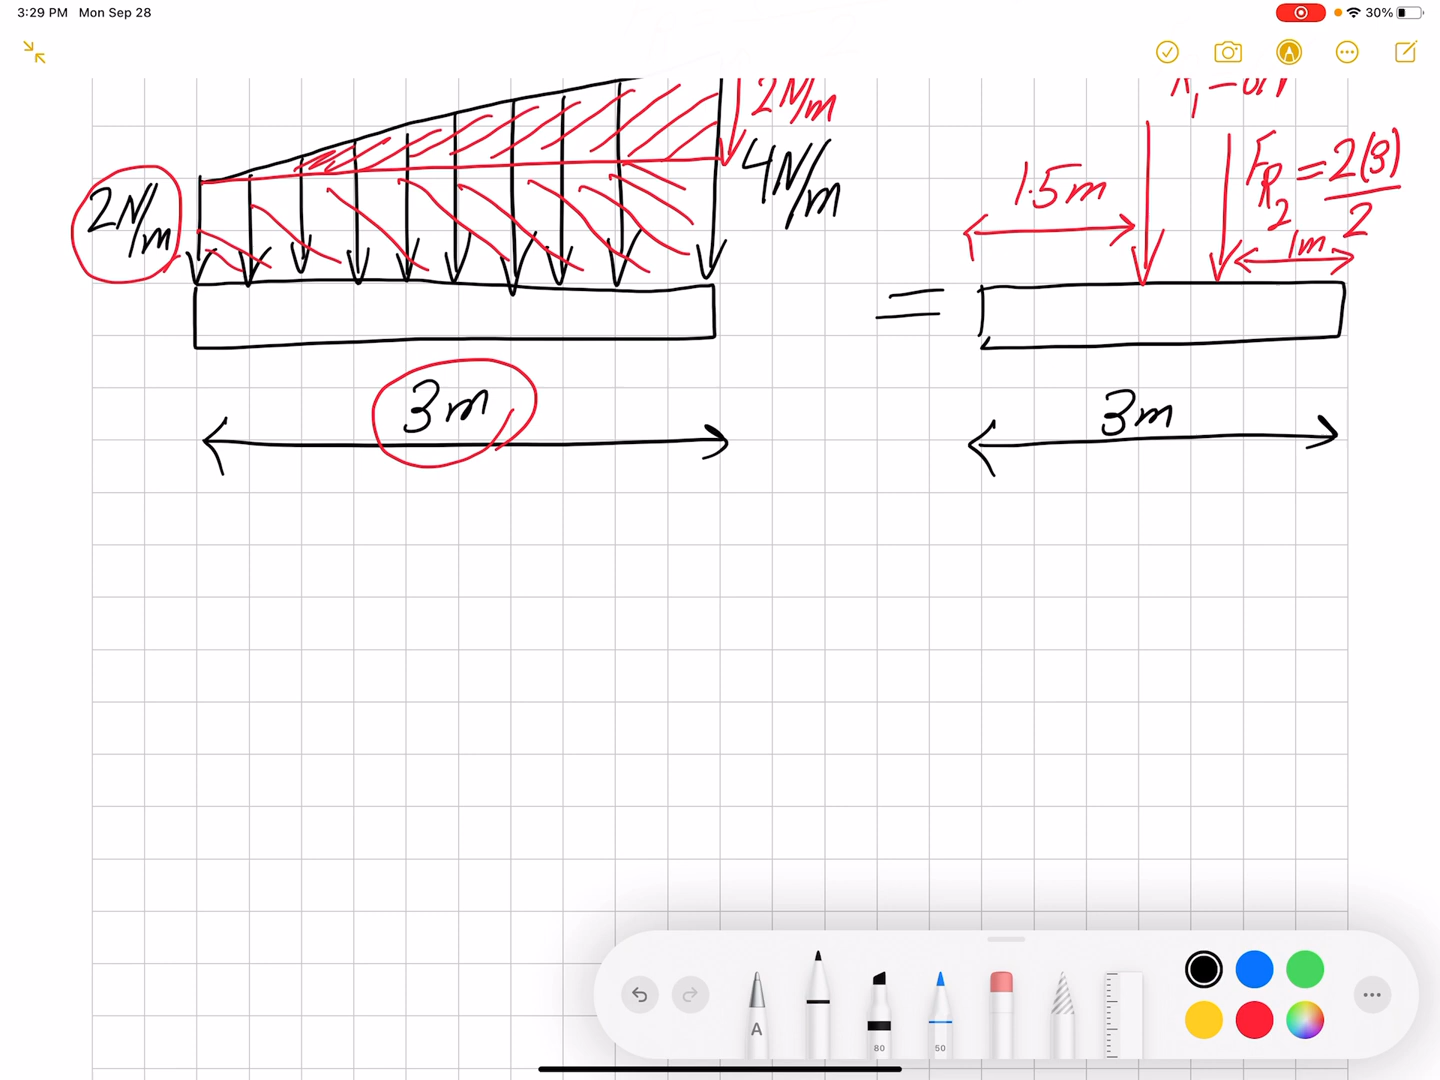 3:29 PM Mon Sep 28
30%
2N/m
2N/m
4N/m
1.5m
F_R_2 = 2(3)/2
1m
=
3m
3m
A
80
50